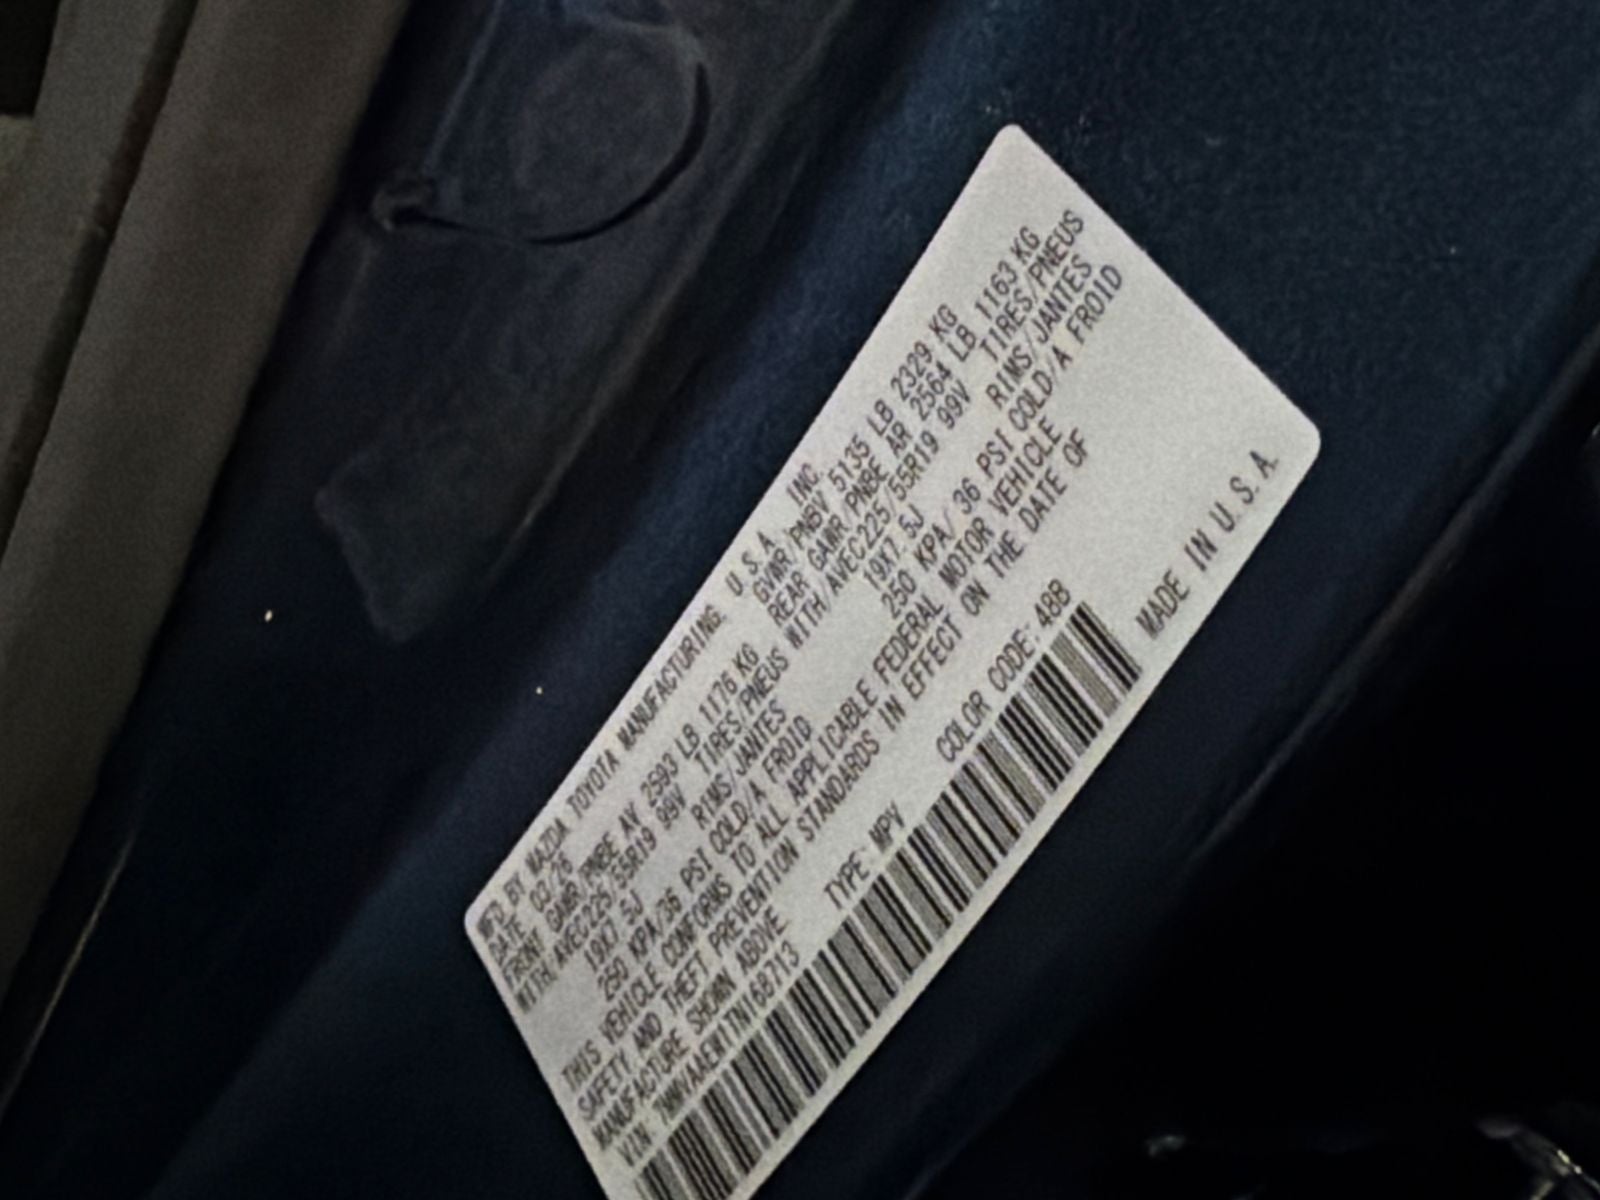 MFD BY MAZDA TOYOTA MANUFACTURING, U.S.A., INC.
DATE 03/26 GVWR/PNBV 5135 LB 2329 KG
FRONT GAWR/PNBE AV 2593 LB 1176 KG REAR GAWR/PNBE AR 2564 LB 1163 KG
WITH/AVEC225/55R19 99V TIRES/PNEUS WITH/AVEC225/55R19 99V TIRES/PNEUS
19X7.5J RIMS/JANTES 19X7.5J RIMS/JANTES
250 KPA/36 PSI COLD/A FROID 250 KPA/ 36 PSI COLD/A FROID
THIS VEHICLE CONFORMS TO ALL APPLICABLE FEDERAL MOTOR VEHICLE
SAFETY AND THEFT PREVENTION STANDARDS IN EFFECT ON THE DATE OF
MANUFACTURE SHOWN ABOVE.
VIN: TYPE: MPV COLOR CODE: 48B
MADE IN U.S.A.